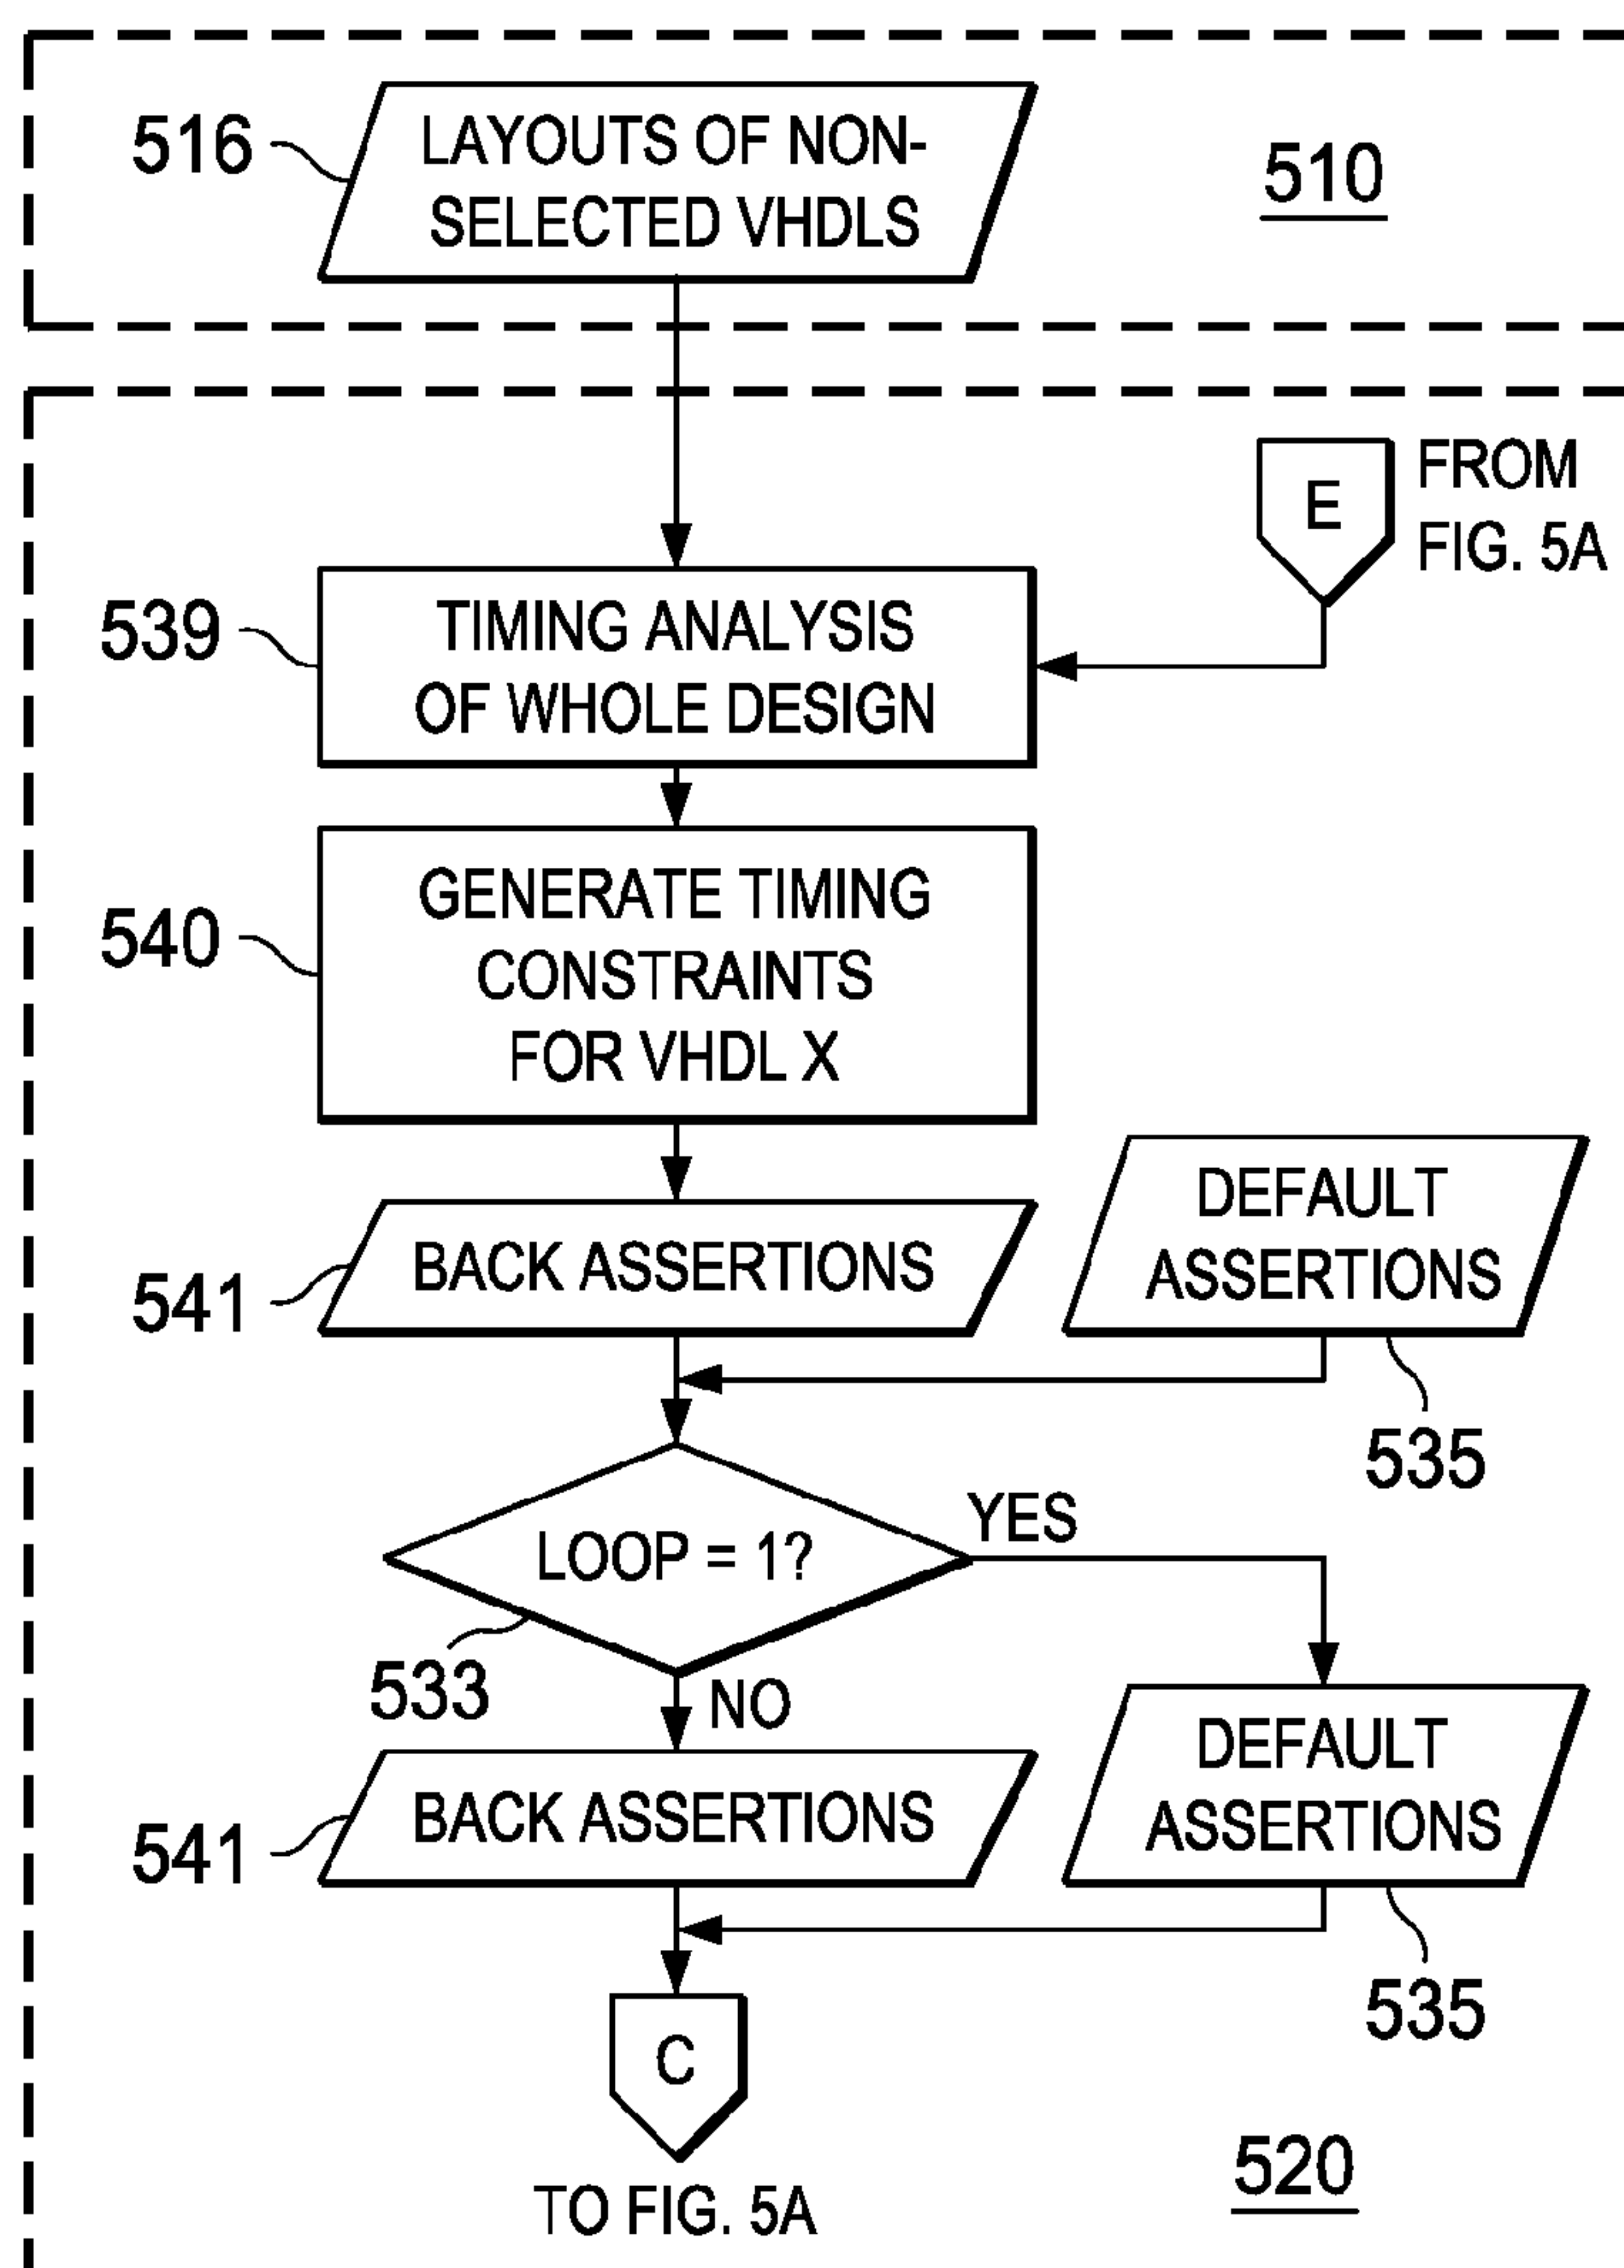 516
LAYOUTS OF NON-
SELECTED VHDLS
510
E
FROM
FIG. 5A
539
TIMING ANALYSIS
OF WHOLE DESIGN
540
GENERATE TIMING
CONSTRAINTS
FOR VHDL X
541
BACK ASSERTIONS
DEFAULT
ASSERTIONS
535
LOOP = 1?
YES
533
NO
541
BACK ASSERTIONS
DEFAULT
ASSERTIONS
535
C
TO FIG. 5A
520